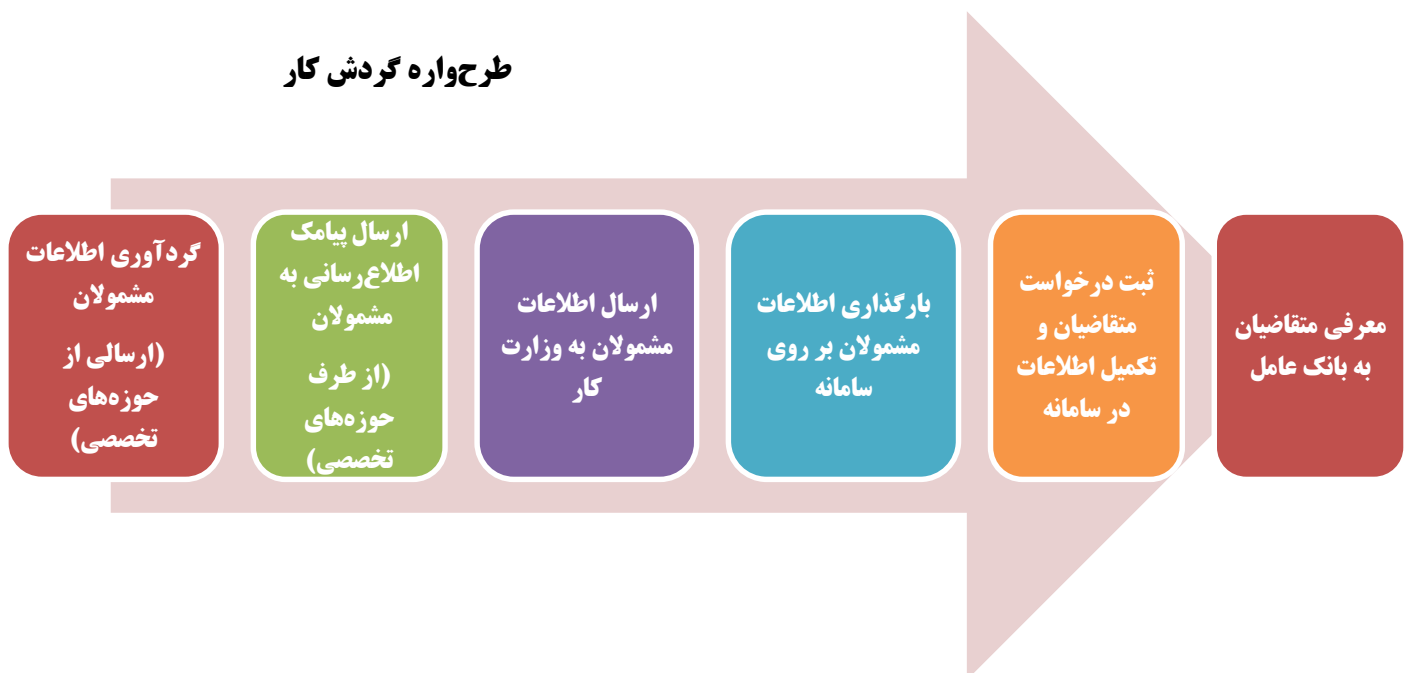 طرح‌واره گردش کار
گردآوری اطلاعات
مشمولان
(ارسالی از
حوزه‌های
تخصصی)
ارسال پیامک
اطلاع‌رسانی به
مشمولان
(از طرف
حوزه‌های
تخصصی)
ارسال اطلاعات
مشمولان به وزارت
کار
بارگذاری اطلاعات
مشمولان بر روی
سامانه
ثبت درخواست
متقاضیان و
تکمیل اطلاعات
در سامانه
معرفی متقاضیان
به بانک عامل